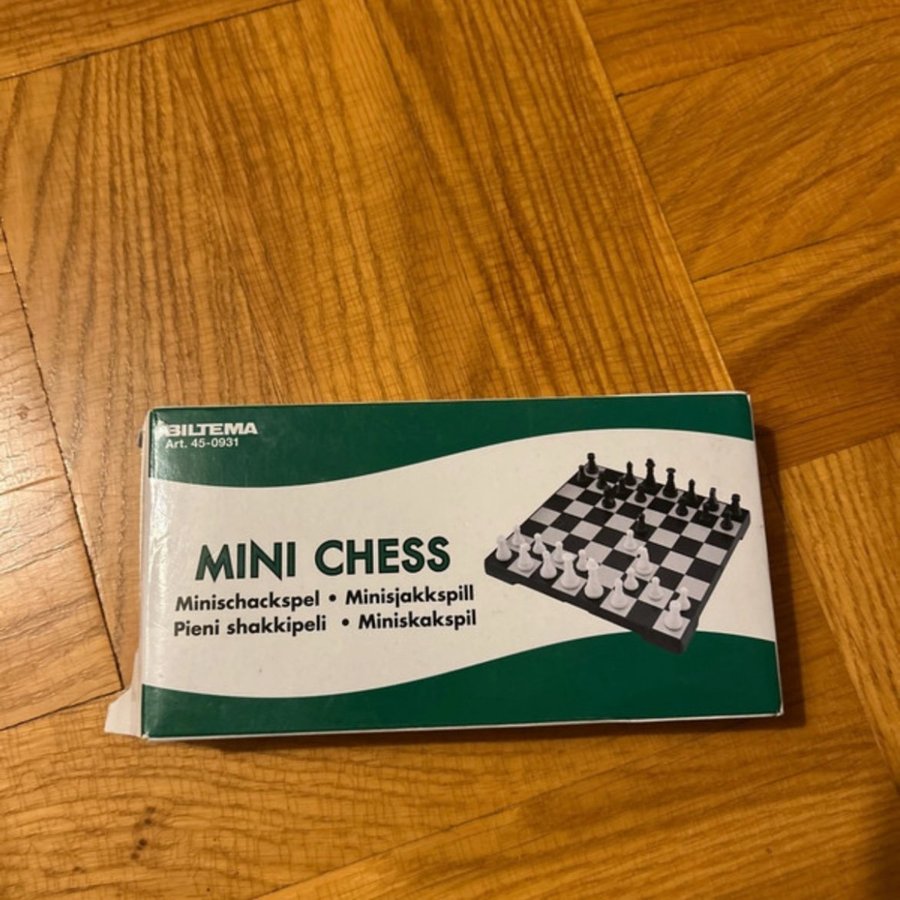 BILTEMA
Art. 45-0931
MINI CHESS
Minischackspel • Minisjakkspill
Pieni shakkipeli • Miniskakspil